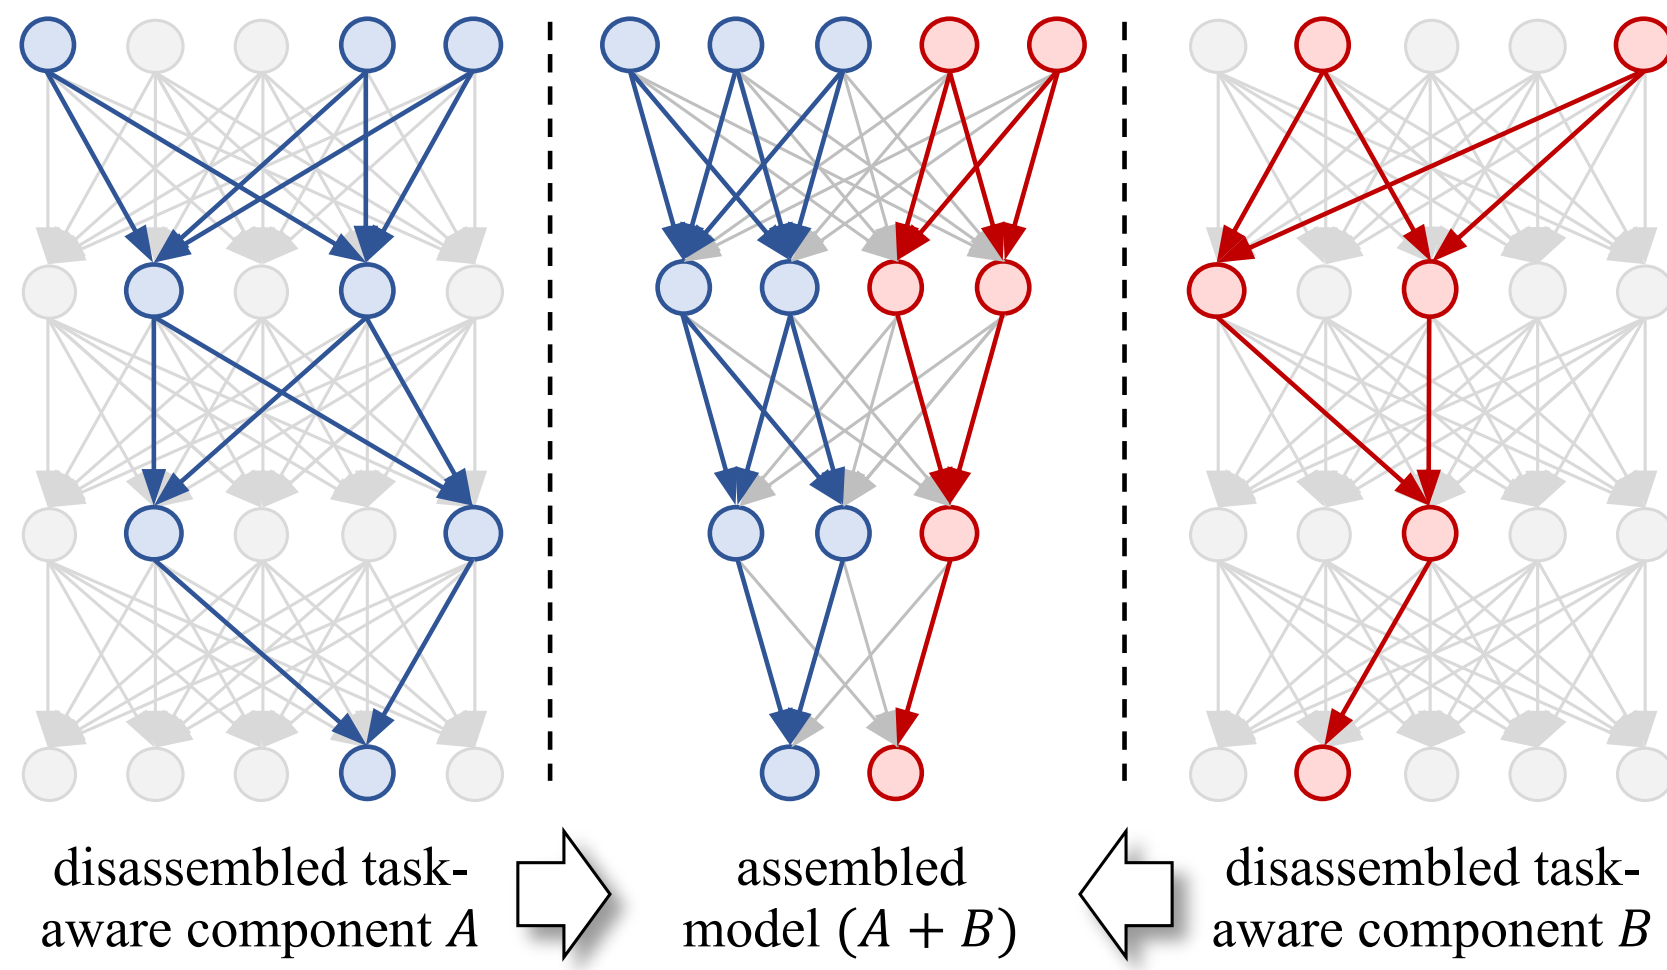 disassembled task-
aware component A
assembled
model (A + B)
disassembled task-
aware component B